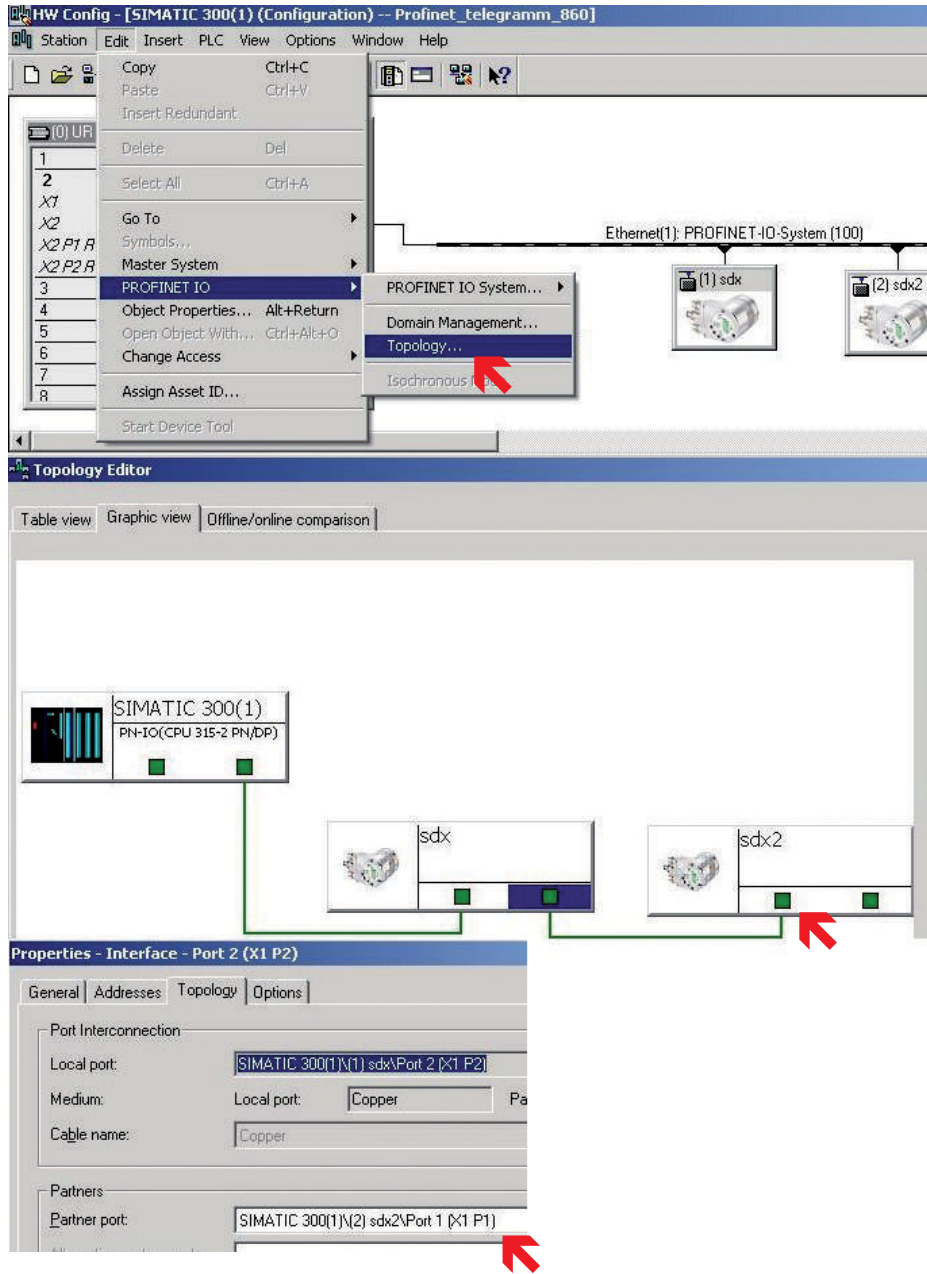 HW Config - [SIMATIC 300(1) (Configuration) -- Profinet_telegramm_860]
Station Edit Insert PLC View Options Window Help
Copy Ctrl+C
Paste Ctrl+V
Insert Redundant
Delete Del
Select All Ctrl+A
Go To
Symbols...
Master System
PROFINET IO
Object Properties... Alt+Return
Open Object With... Ctrl+Alt+O
Change Access
Assign Asset ID...
Start Device Tool
PROFINET IO System...
Domain Management...
Topology...
Isochronous
(0) UR
1
2
X1
X2
X2 P1 R
X2 P2 R
3
4
5
6
7
8
Ethernet(1): PROFINET-IO-System (100)
(1) sdx
(2) sdx2
Topology Editor
Table view Graphic view Offline/online comparison
SIMATIC 300(1)
PN-IO(CPU 315-2 PN/DP)
sdx
sdx2
Properties - Interface - Port 2 (X1 P2)
General Addresses Topology Options
Port Interconnection
Local port: SIMATIC 300(1)\(1) sdx\Port 2 (X1 P2)
Medium: Local port: Copper Pa
Cable name: Copper
Partners
Partner port: SIMATIC 300(1)\(2) sdx2\Port 1 (X1 P1)